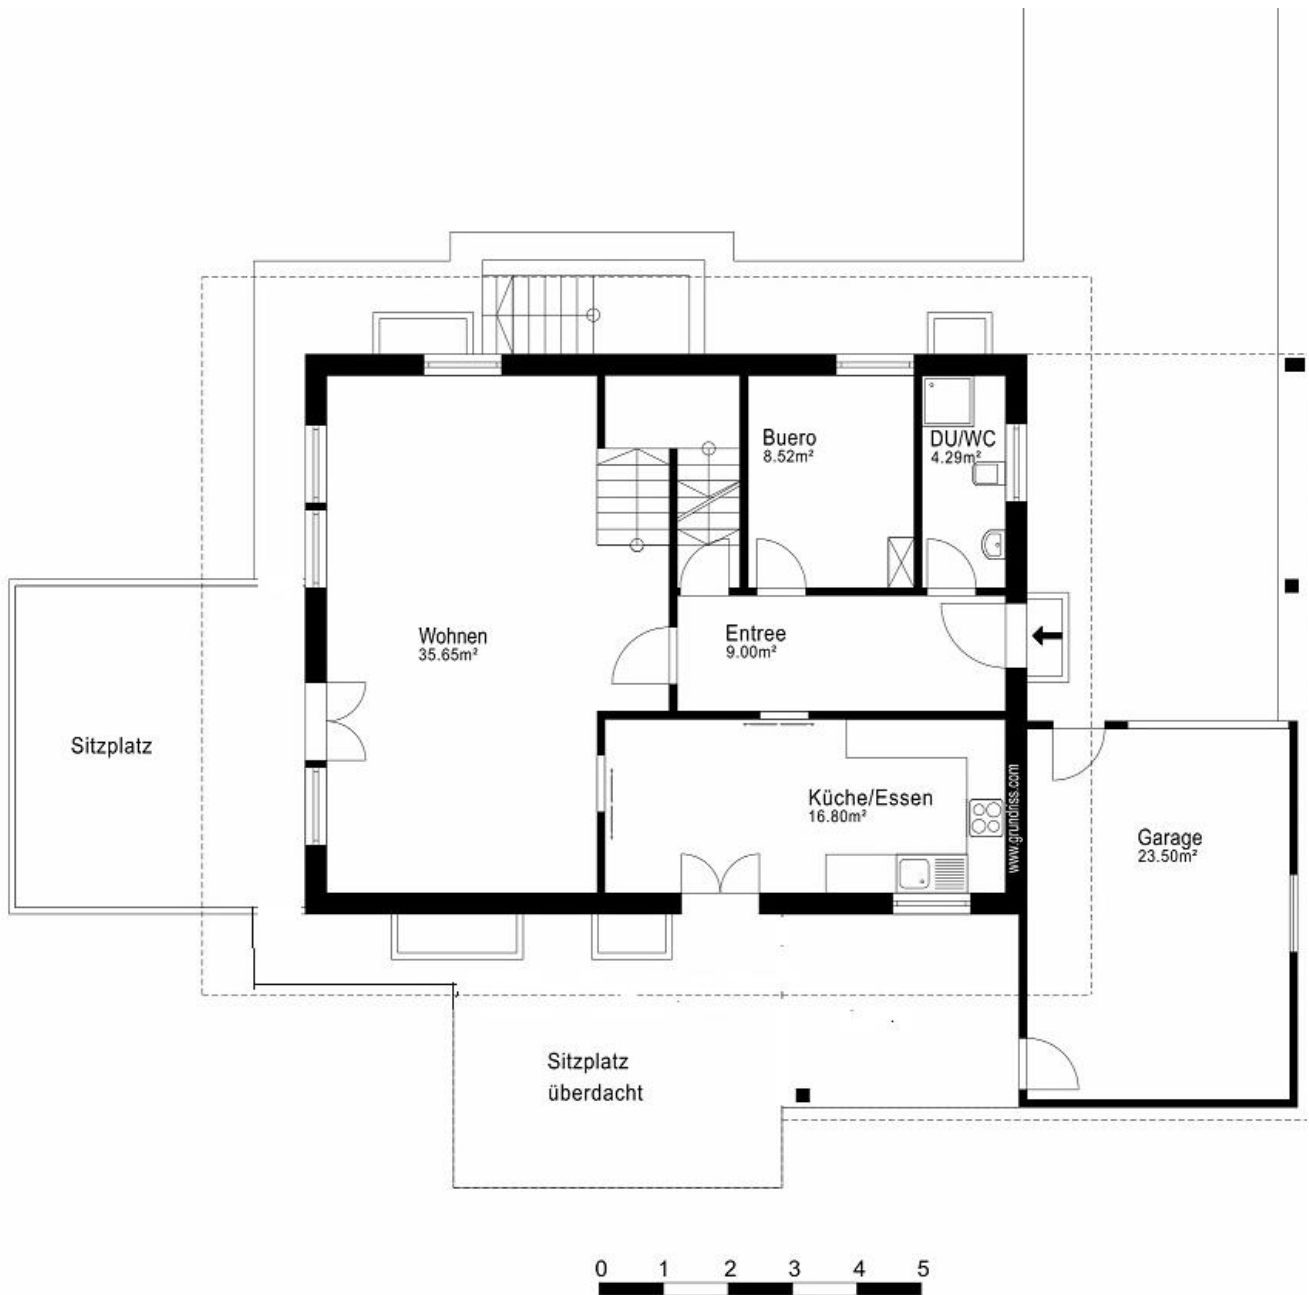 Buero
8.52m²
DU/WC
4.29m²
Wohnen
35.65m²
Entree
9.00m²
Sitzplatz
Küche/Essen
16.80m²
www.grundriss.com
Garage
23.50m²
Sitzplatz
überdacht
0 1 2 3 4 5